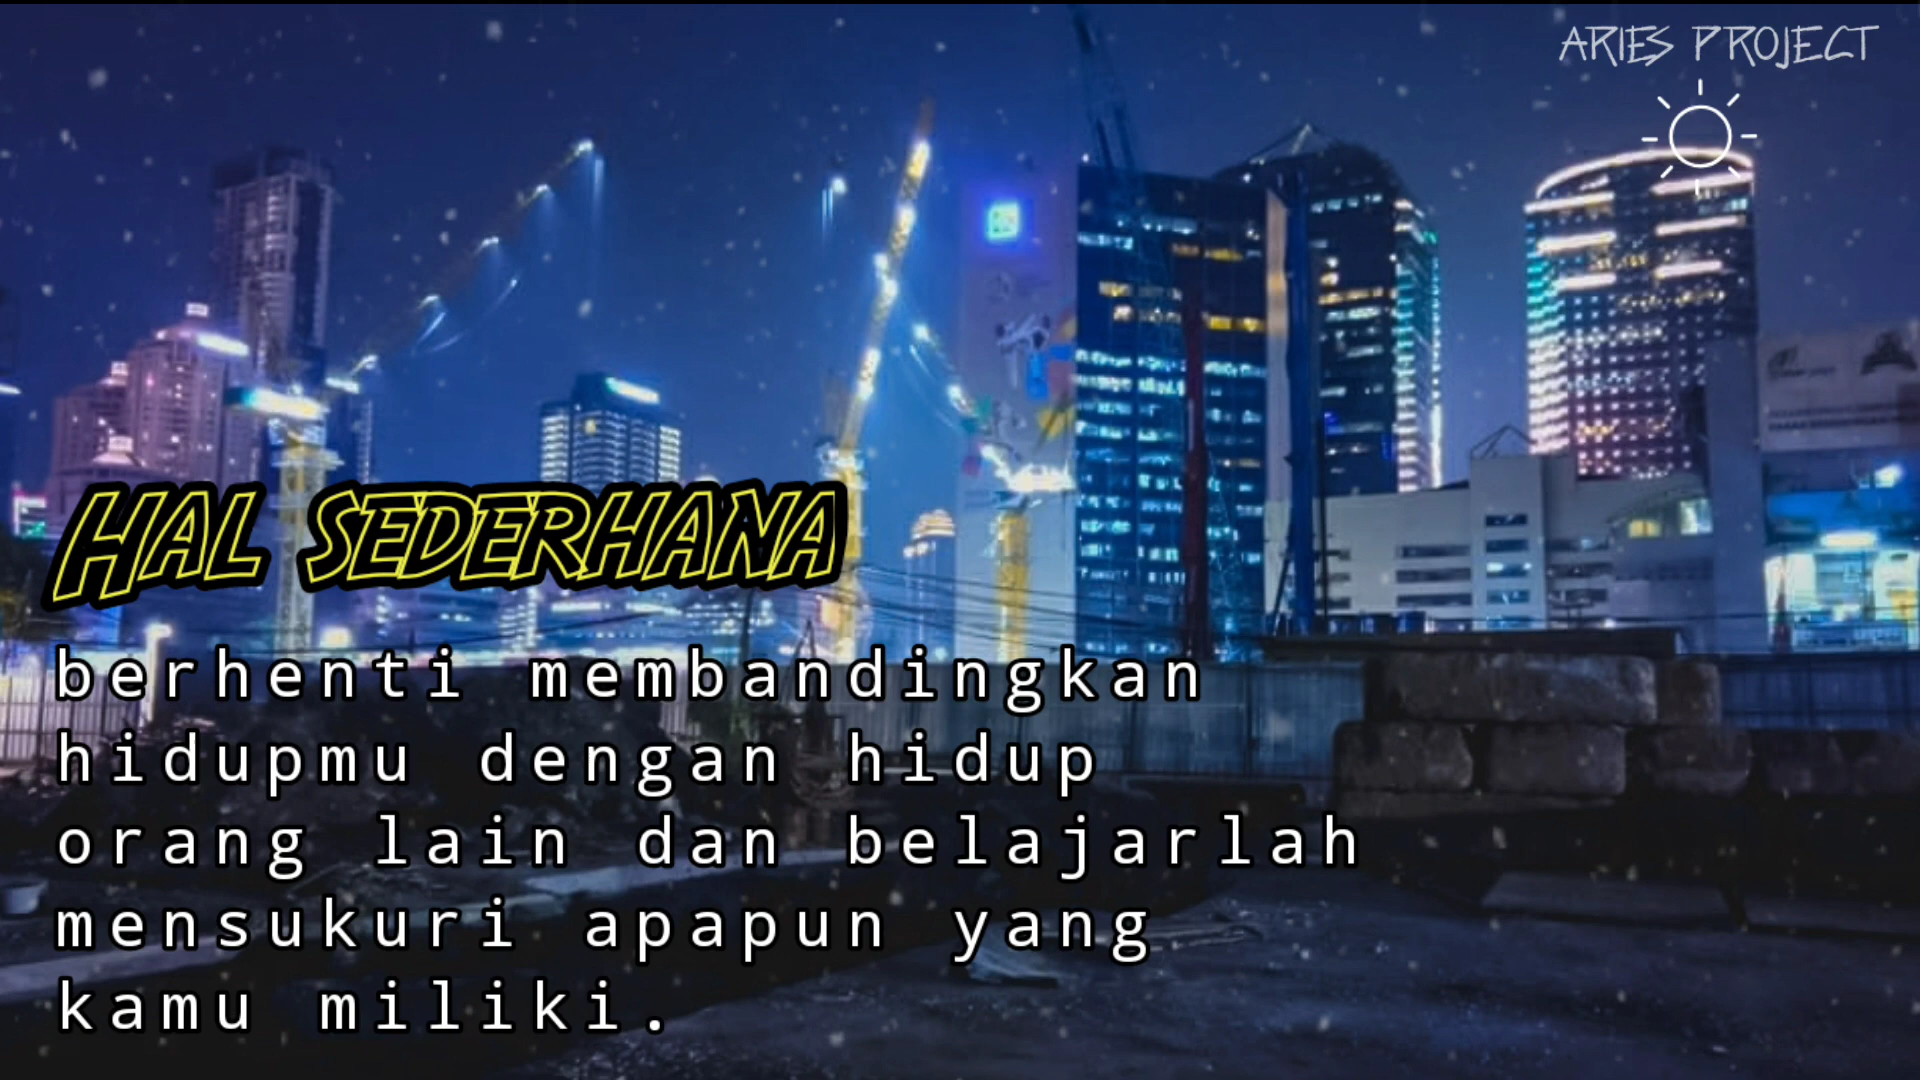 ARIES PROJECT
HAL SEDERHANA
berhenti membandingkan
hidupmu dengan hidup
orang lain dan belajarlah
mensukuri apapun yang
kamu miliki.